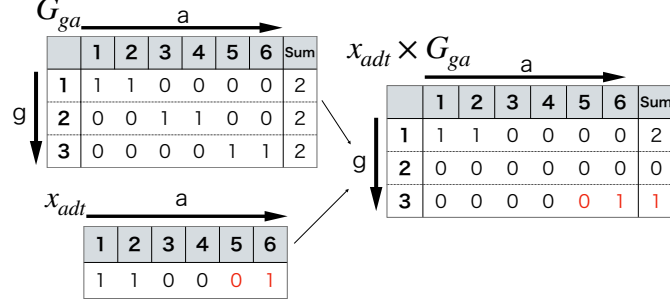 G_ga a
1 2 3 4 5 6 Sum
g
1 1 1 0 0 0 0 2
2 0 0 1 1 0 0 2
3 0 0 0 0 1 1 2
x_adt a
1 2 3 4 5 6
1 1 0 0 0 1
x_adt × G_ga
a
1 2 3 4 5 6 Sum
g
1 1 1 0 0 0 0 2
2 0 0 0 0 0 0 0
3 0 0 0 0 0 1 1